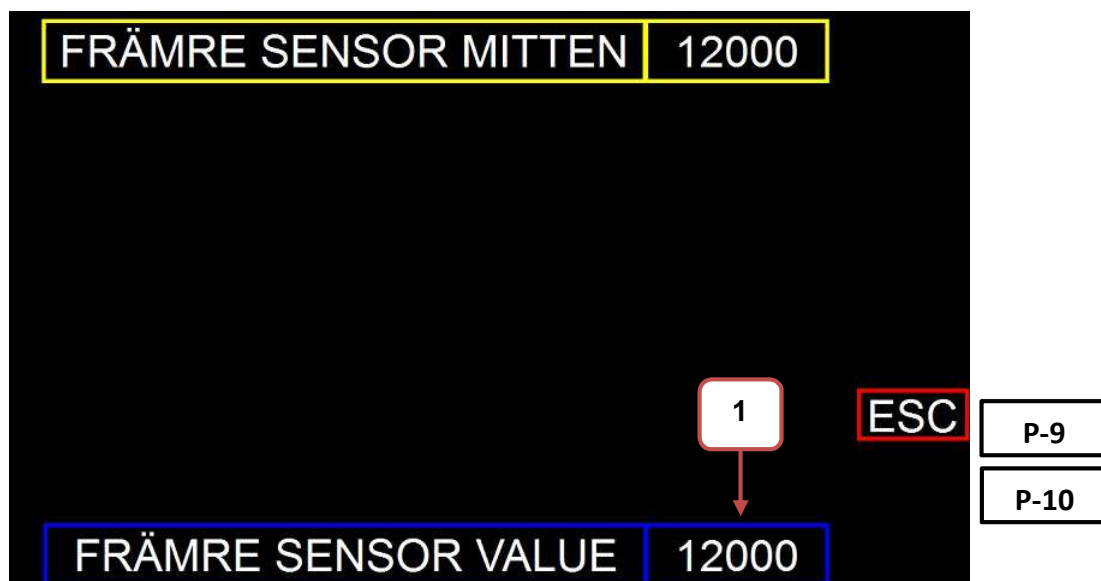 FRÄMRE SENSOR MITTEN 12000
1
ESC
P-9
P-10
FRÄMRE SENSOR VALUE 12000